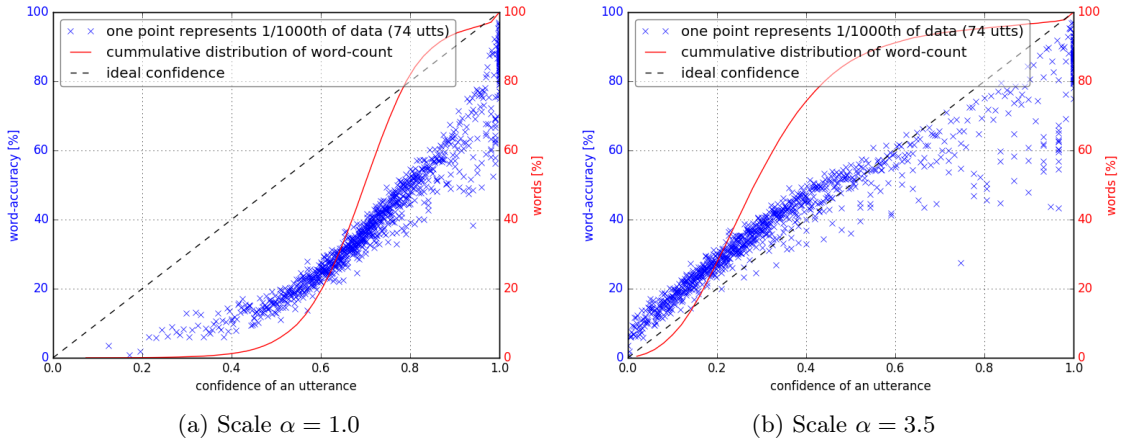 100
80
60
40
20
0
word-accuracy [%]
one point represents 1/1000th of data (74 utts)
cummulative distribution of word-count
ideal confidence
100
80
60
40
20
0
words [%]
0.0 0.2 0.4 0.6 0.8 1.0
confidence of an utterance
(a) Scale α = 1.0
100
80
60
40
20
0
word-accuracy [%]
one point represents 1/1000th of data (74 utts)
cummulative distribution of word-count
ideal confidence
100
80
60
40
20
0
words [%]
0.0 0.2 0.4 0.6 0.8 1.0
confidence of an utterance
(b) Scale α = 3.5